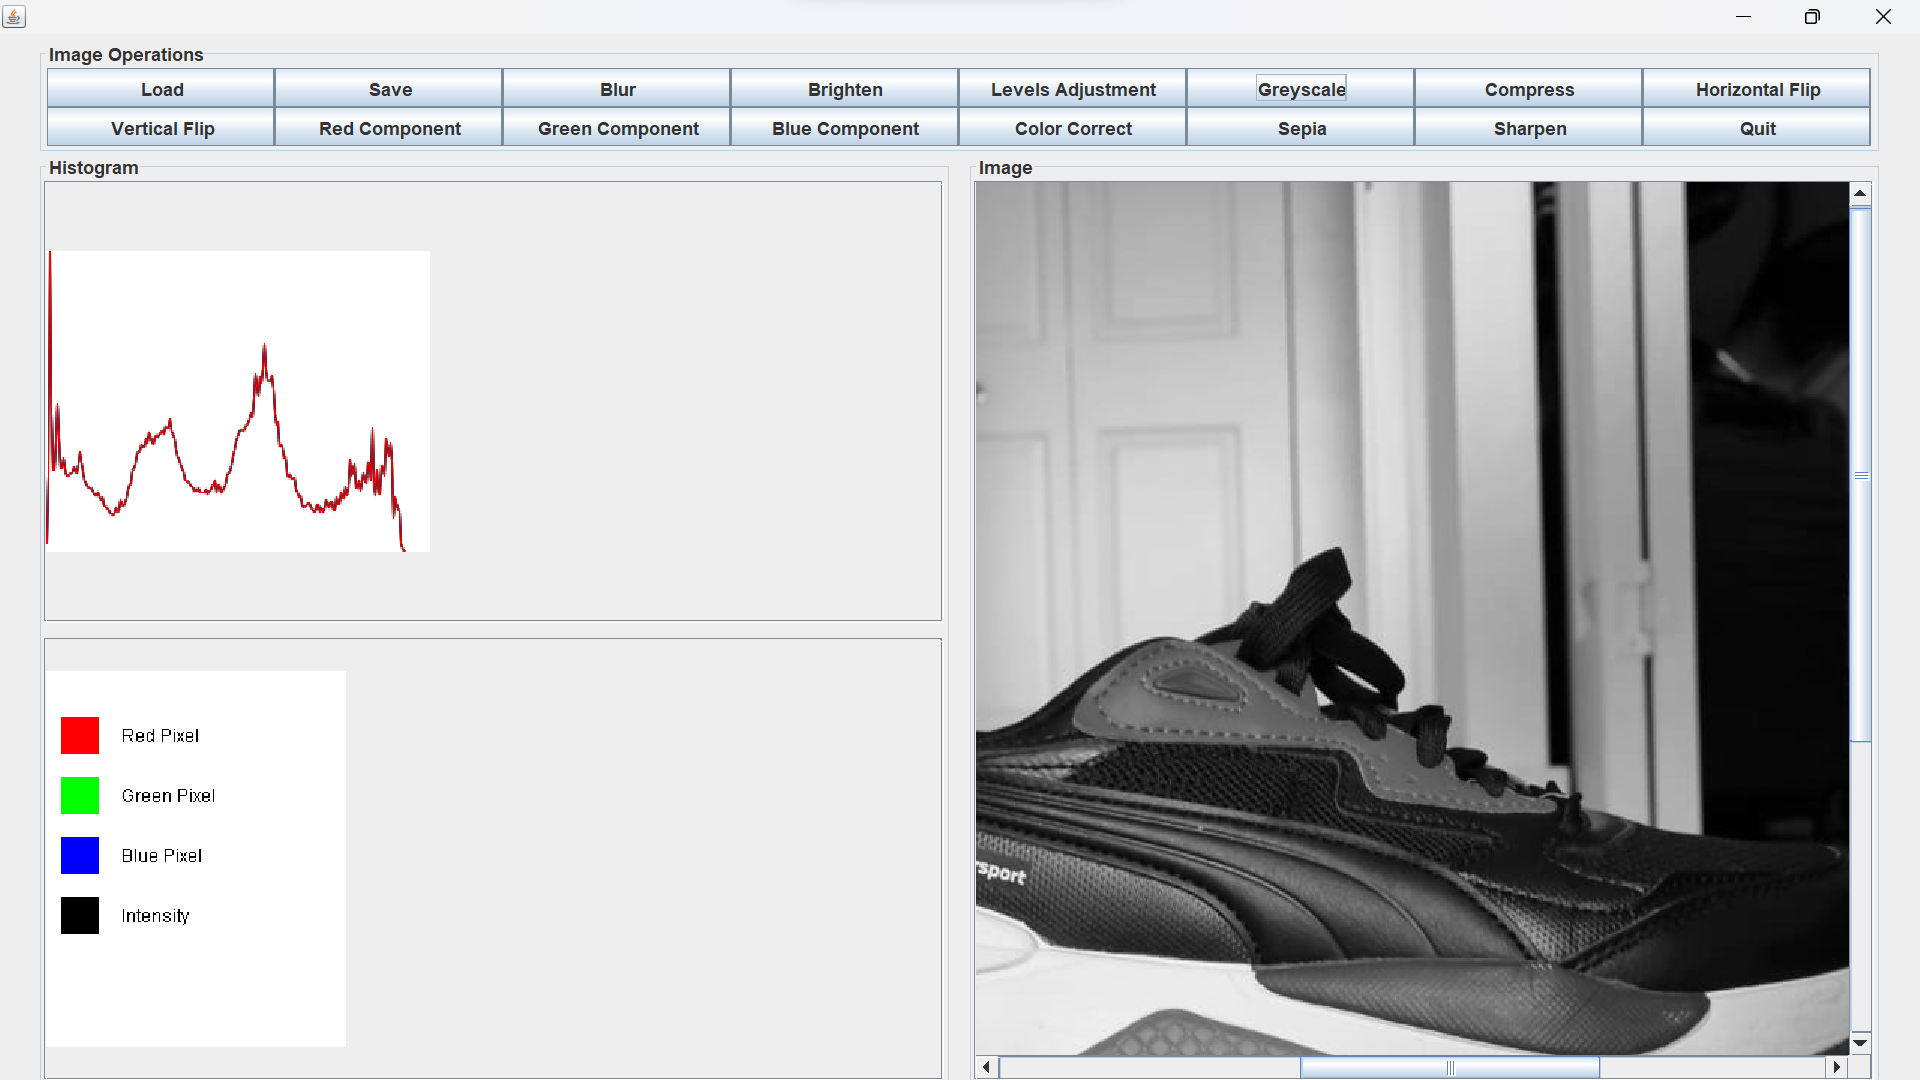 Image Operations
Load Save Blur Brighten Levels Adjustment Greyscale Compress Horizontal Flip
Vertical Flip Red Component Green Component Blue Component Color Correct Sepia Sharpen Quit
Histogram
Image
Red Pixel
Green Pixel
Blue Pixel
Intensity
rsport